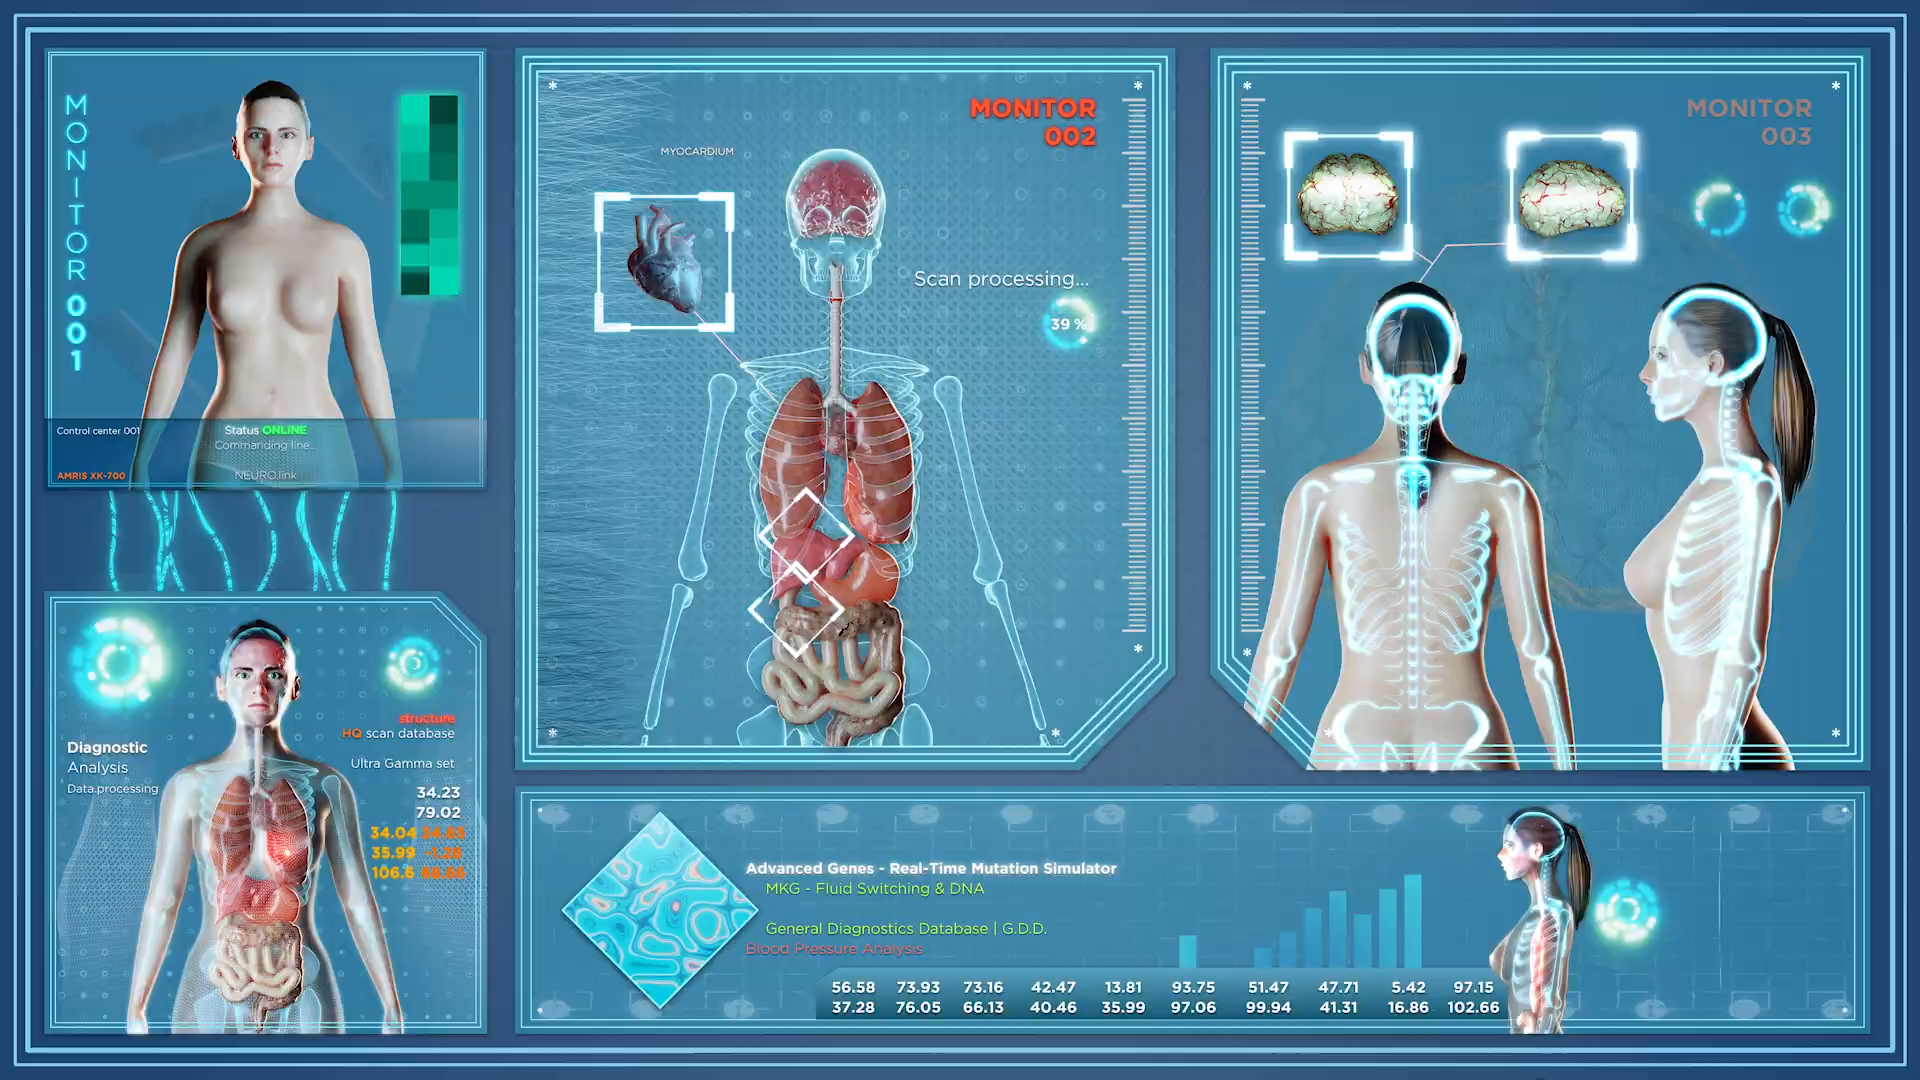 MONITOR 001
Control center 001
Status ONLINE
Commanding line...
AMRIS XK-700
NEURO.link
MYOCARDIUM
MONITOR
002
Scan processing...
39 %
MONITOR
003
structure
HQ scan database
Ultra Gamma set
Diagnostic
Analysis
Data.processing
34.23
79.02
34.04
35.99 -1.28
106.6
Advanced Genes - Real-Time Mutation Simulator
MKG - Fluid Switching & DNA
General Diagnostics Database | G.D.D.
Blood Pressure Analysis
56.58 73.93 73.16 42.47 13.81 93.75 51.47 47.71 5.42 97.15
37.28 76.05 66.13 40.46 35.99 97.06 99.94 41.31 16.86 102.66